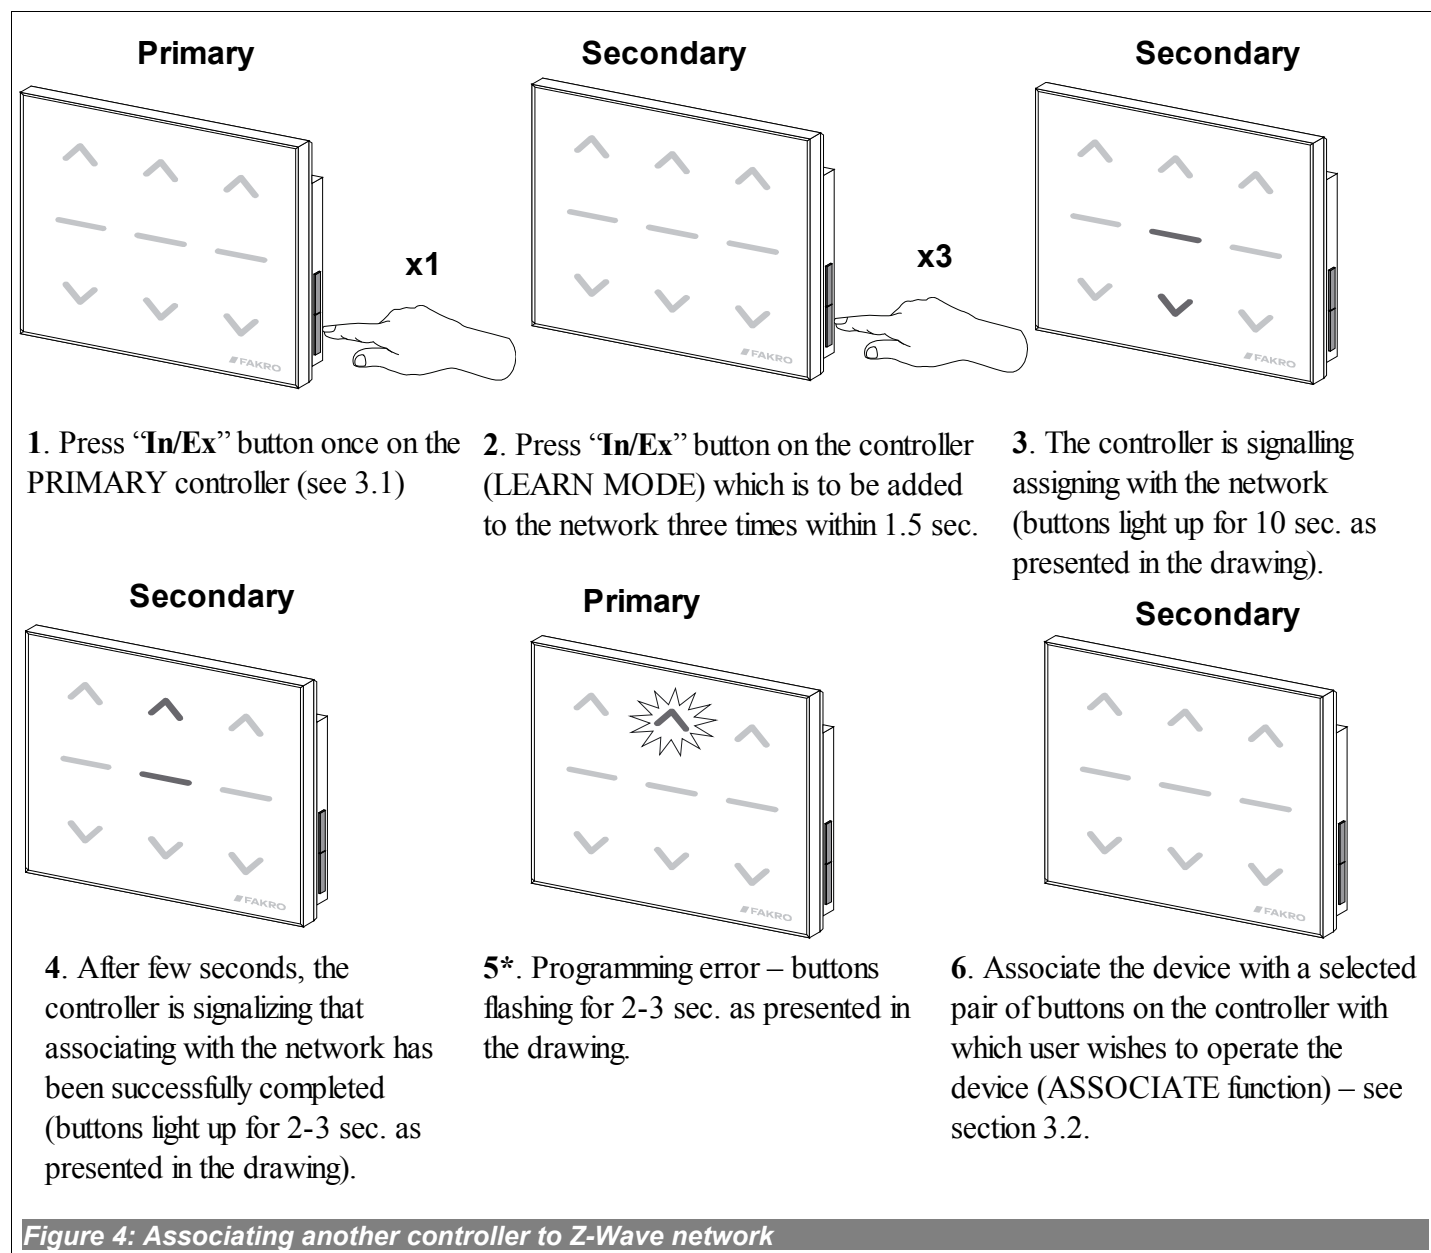 Primary
Secondary
Secondary
x1
x3
FAKRO
FAKRO
FAKRO
1. Press “In/Ex” button once on the
PRIMARY controller (see 3.1)
2. Press “In/Ex” button on the controller
(LEARN MODE) which is to be added
to the network three times within 1.5 sec.
3. The controller is signalling
assigning with the network
(buttons light up for 10 sec. as
presented in the drawing).
Secondary
Primary
Secondary
FAKRO
FAKRO
FAKRO
4. After few seconds, the
controller is signalizing that
associating with the network has
been successfully completed
(buttons light up for 2-3 sec. as
presented in the drawing).
5*. Programming error – buttons
flashing for 2-3 sec. as presented in
the drawing.
6. Associate the device with a selected
pair of buttons on the controller with
which user wishes to operate the
device (ASSOCIATE function) – see
section 3.2.
Figure 4: Associating another controller to Z-Wave network